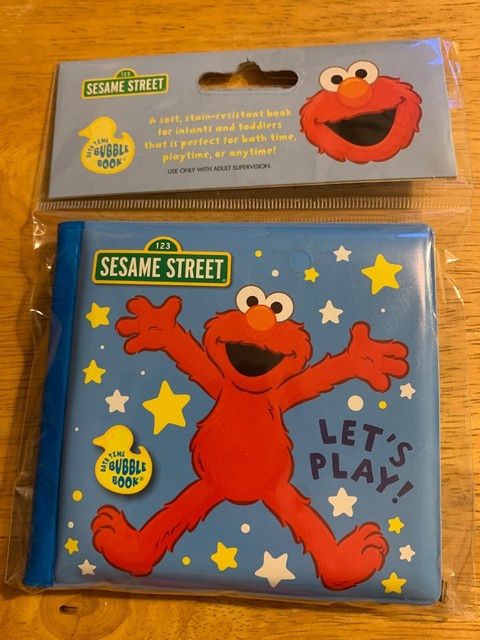 123
SESAME STREET
BATH TIME
BUBBLE
BOOK®
A soft, stain-resistant book
for infants and toddlers
that is perfect for bath time,
playtime, or anytime!
USE ONLY WITH ADULT SUPERVISION.
123
SESAME STREET
LET'S
PLAY!
BATH TIME
BUBBLE
BOOK®